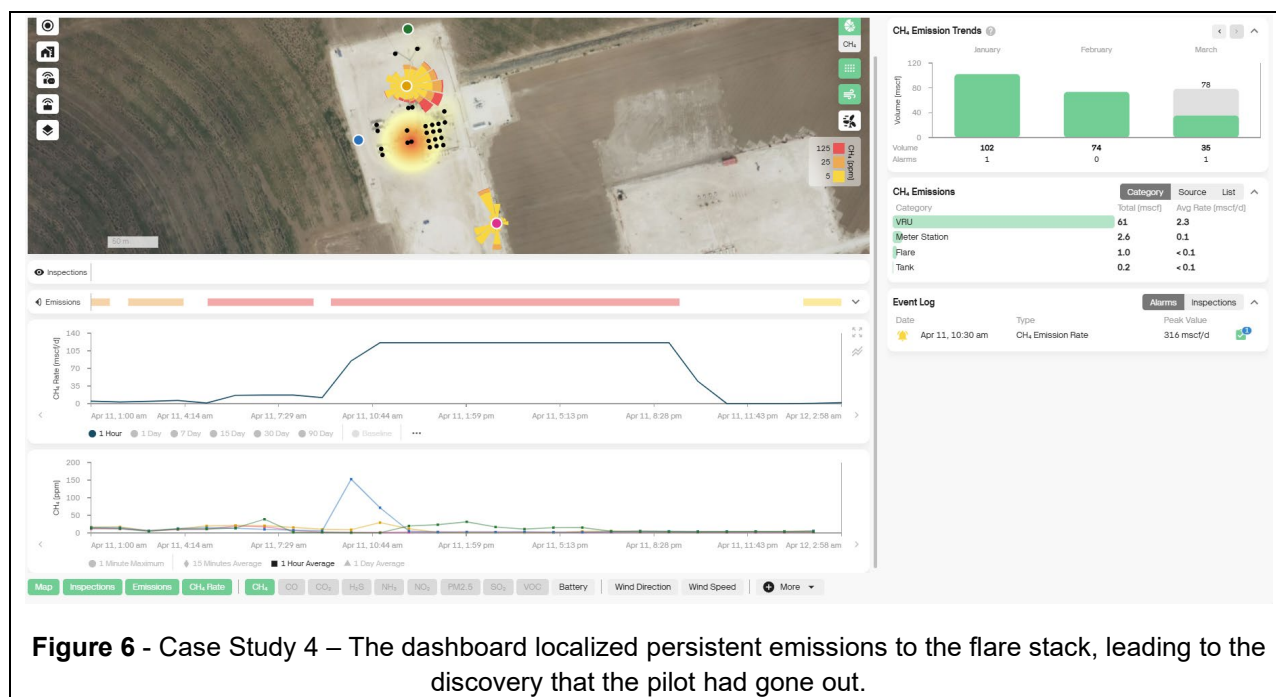 CH₄
125
25
5
CH₄ [ppm]
60 m
Inspections
Emissions
140
105
70
35
0
CH₄ Rate [mscf/d]
Apr 11, 1:00 am Apr 11, 4:14 am Apr 11, 7:29 am Apr 11, 10:44 am Apr 11, 1:59 pm Apr 11, 5:13 pm Apr 11, 8:28 pm Apr 11, 11:43 pm Apr 12, 2:58 am
1 Hour 1 Day 7 Day 15 Day 30 Day 90 Day Baseline ...
200
150
100
50
0
CH₄ [ppm]
Apr 11, 1:00 am Apr 11, 4:14 am Apr 11, 7:29 am Apr 11, 10:44 am Apr 11, 1:59 pm Apr 11, 5:13 pm Apr 11, 8:28 pm Apr 11, 11:43 pm Apr 12, 2:58 am
1 Minute Maximum 15 Minutes Average 1 Hour Average 1 Day Average
Map Inspections Emissions CH₄ Rate CH₄ CO CO₂ H₂S NH₃ NO₂ PM2.5 SO₂ VOC Battery Wind Direction Wind Speed More
CH₄ Emission Trends
January February March
120
80
40
0
Volume [mscf]
78
Volume 102 74 35
Alarms 1 0 1
CH₄ Emissions Category Source List
Category Total [mscf] Avg Rate [mscf/d]
VRU 61 2.3
Meter Station 2.6 0.1
Flare 1.0 < 0.1
Tank 0.2 < 0.1
Event Log Alarms Inspections
Date Type Peak Value
Apr 11, 10:30 am CH₄ Emission Rate 316 mscf/d 1
Figure 6 - Case Study 4 – The dashboard localized persistent emissions to the flare stack, leading to the
discovery that the pilot had gone out.